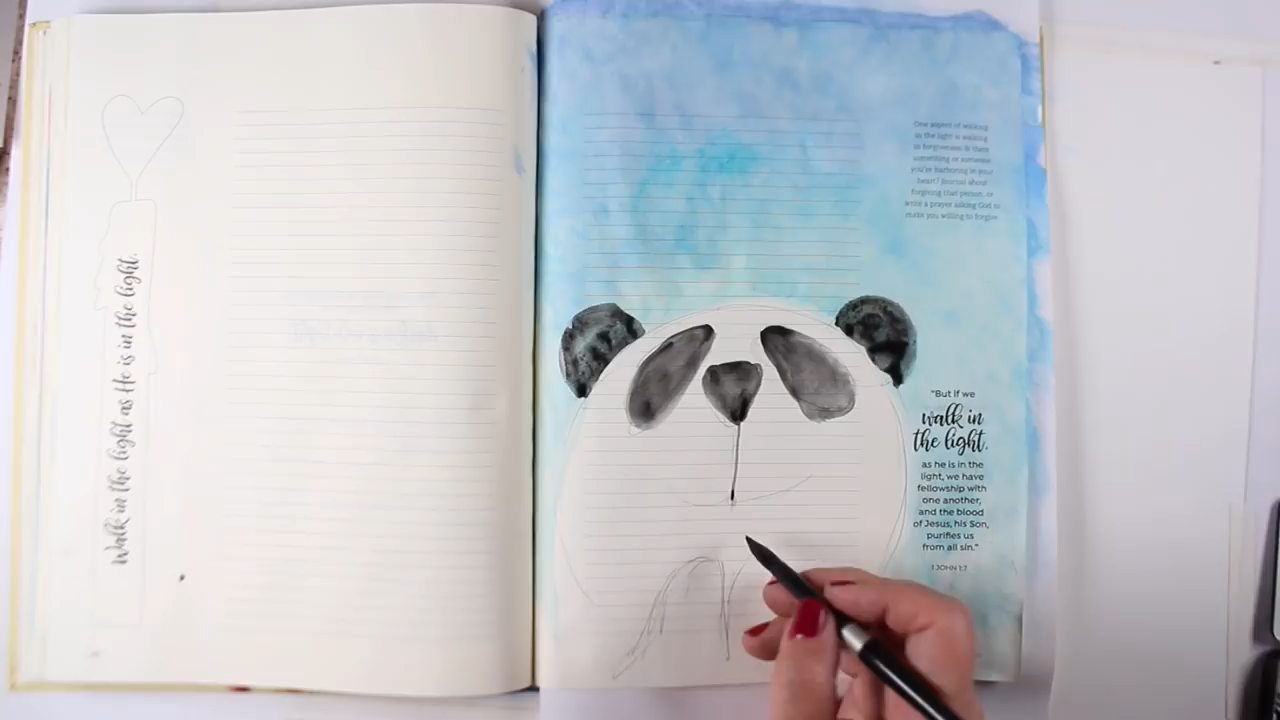 Walk in the light as He is in the light.
One aspect of walking
in the light is walking
in forgiveness. Is there
something or someone
you're harboring in your
heart? Journal about
forgiving that person, or
write a prayer asking God to
make you willing to forgive.
"But if we
walk in
the light,
as he is in the
light, we have
fellowship with
one another,
and the blood
of Jesus, his Son,
purifies us
from all sin."
1 JOHN 1:7